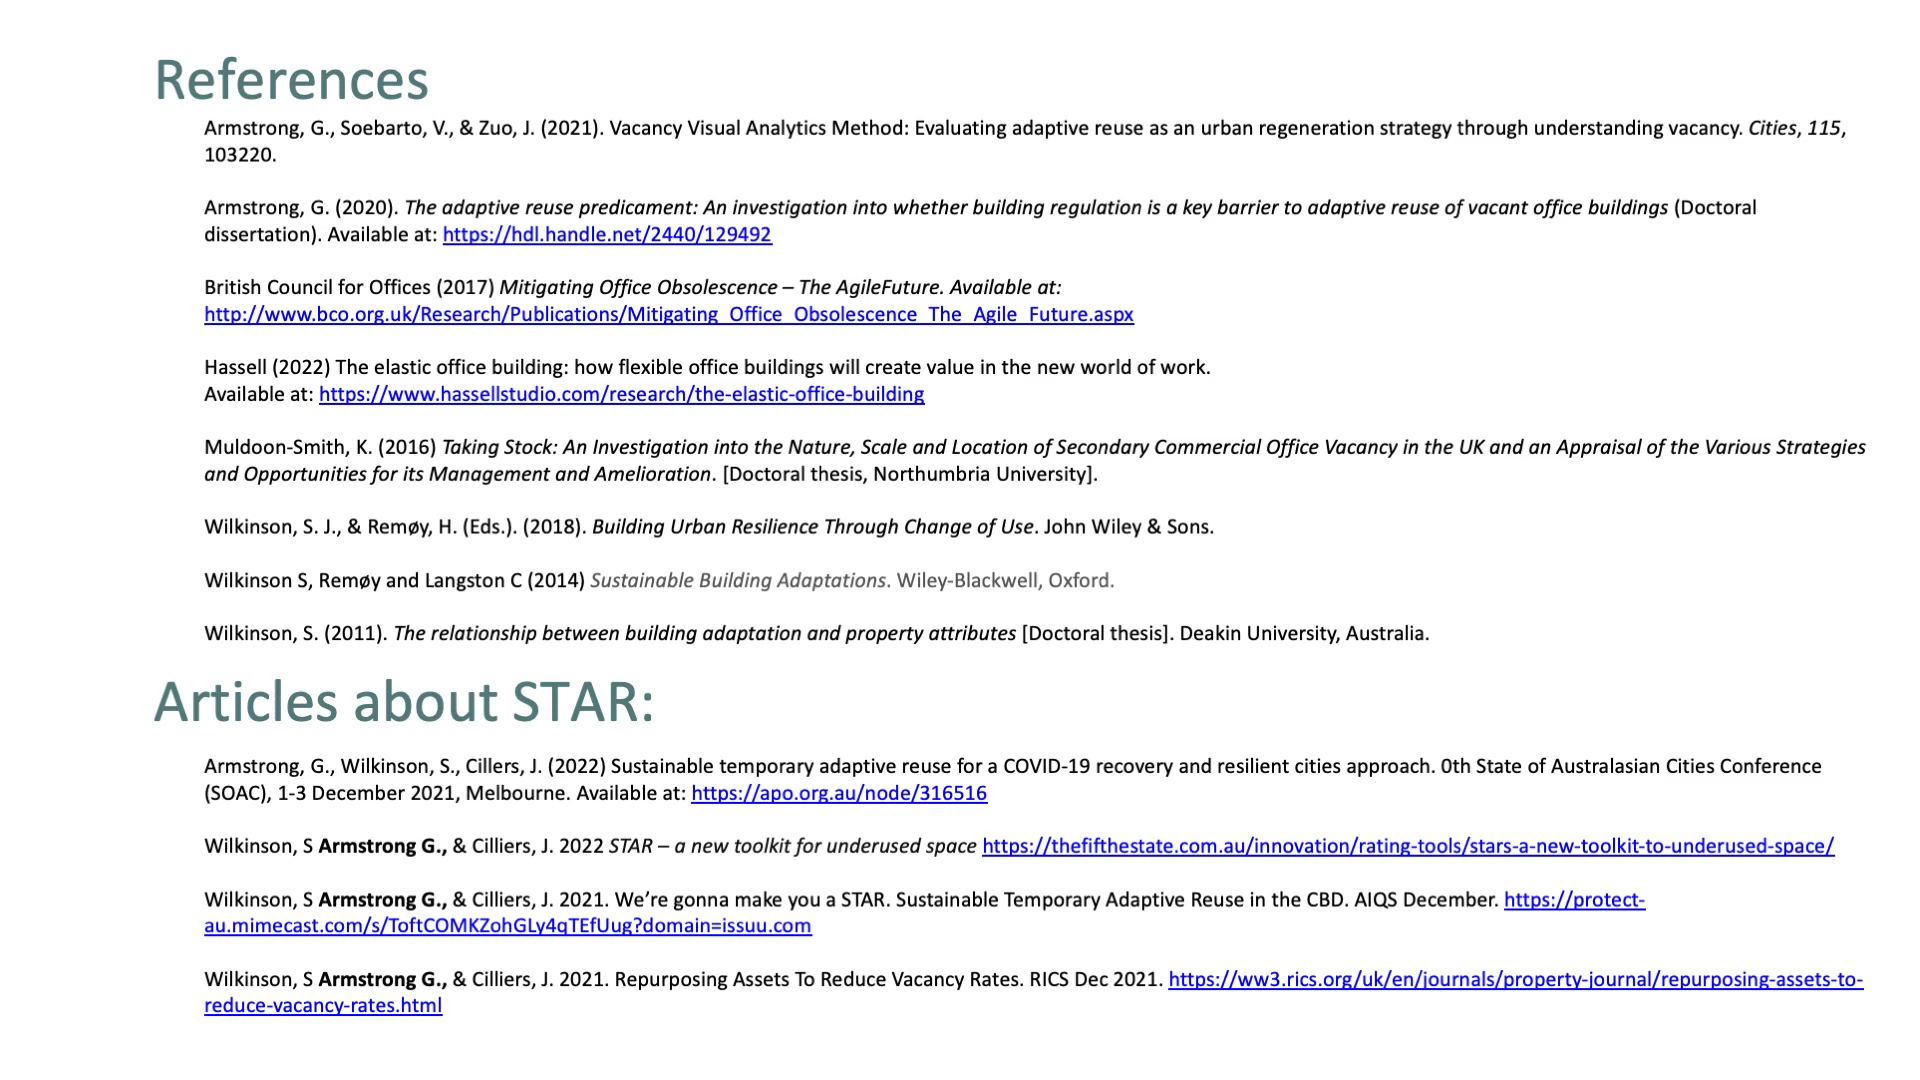 References
Armstrong, G., Soebarto, V., & Zuo, J. (2021). Vacancy Visual Analytics Method: Evaluating adaptive reuse as an urban regeneration strategy through understanding vacancy. Cities, 115,
103220.
Armstrong, G. (2020). The adaptive reuse predicament: An investigation into whether building regulation is a key barrier to adaptive reuse of vacant office buildings (Doctoral
dissertation). Available at: https://hdl.handle.net/2440/129492
British Council for Offices (2017) Mitigating Office Obsolescence – The AgileFuture. Available at:
http://www.bco.org.uk/Research/Publications/Mitigating_Office_Obsolescence_The_Agile_Future.aspx
Hassell (2022) The elastic office building: how flexible office buildings will create value in the new world of work.
Available at: https://www.hassellstudio.com/research/the-elastic-office-building
Muldoon-Smith, K. (2016) Taking Stock: An Investigation into the Nature, Scale and Location of Secondary Commercial Office Vacancy in the UK and an Appraisal of the Various Strategies
and Opportunities for its Management and Amelioration. [Doctoral thesis, Northumbria University].
Wilkinson, S. J., & Remøy, H. (Eds.). (2018). Building Urban Resilience Through Change of Use. John Wiley & Sons.
Wilkinson S, Remøy and Langston C (2014) Sustainable Building Adaptations. Wiley-Blackwell, Oxford.
Wilkinson, S. (2011). The relationship between building adaptation and property attributes [Doctoral thesis]. Deakin University, Australia.
Articles about STAR:
Armstrong, G., Wilkinson, S., Cillers, J. (2022) Sustainable temporary adaptive reuse for a COVID-19 recovery and resilient cities approach. 0th State of Australasian Cities Conference
(SOAC), 1-3 December 2021, Melbourne. Available at: https://apo.org.au/node/316516
Wilkinson, S Armstrong G., & Cilliers, J. 2022 STAR – a new toolkit for underused space https://thefifthestate.com.au/innovation/rating-tools/stars-a-new-toolkit-to-underused-space/
Wilkinson, S Armstrong G., & Cilliers, J. 2021. We’re gonna make you a STAR. Sustainable Temporary Adaptive Reuse in the CBD. AIQS December. https://protect-
au.mimecast.com/s/ToftCOMKZohGLy4qTEfUug?domain=issuu.com
Wilkinson, S Armstrong G., & Cilliers, J. 2021. Repurposing Assets To Reduce Vacancy Rates. RICS Dec 2021. https://ww3.rics.org/uk/en/journals/property-journal/repurposing-assets-to-
reduce-vacancy-rates.html